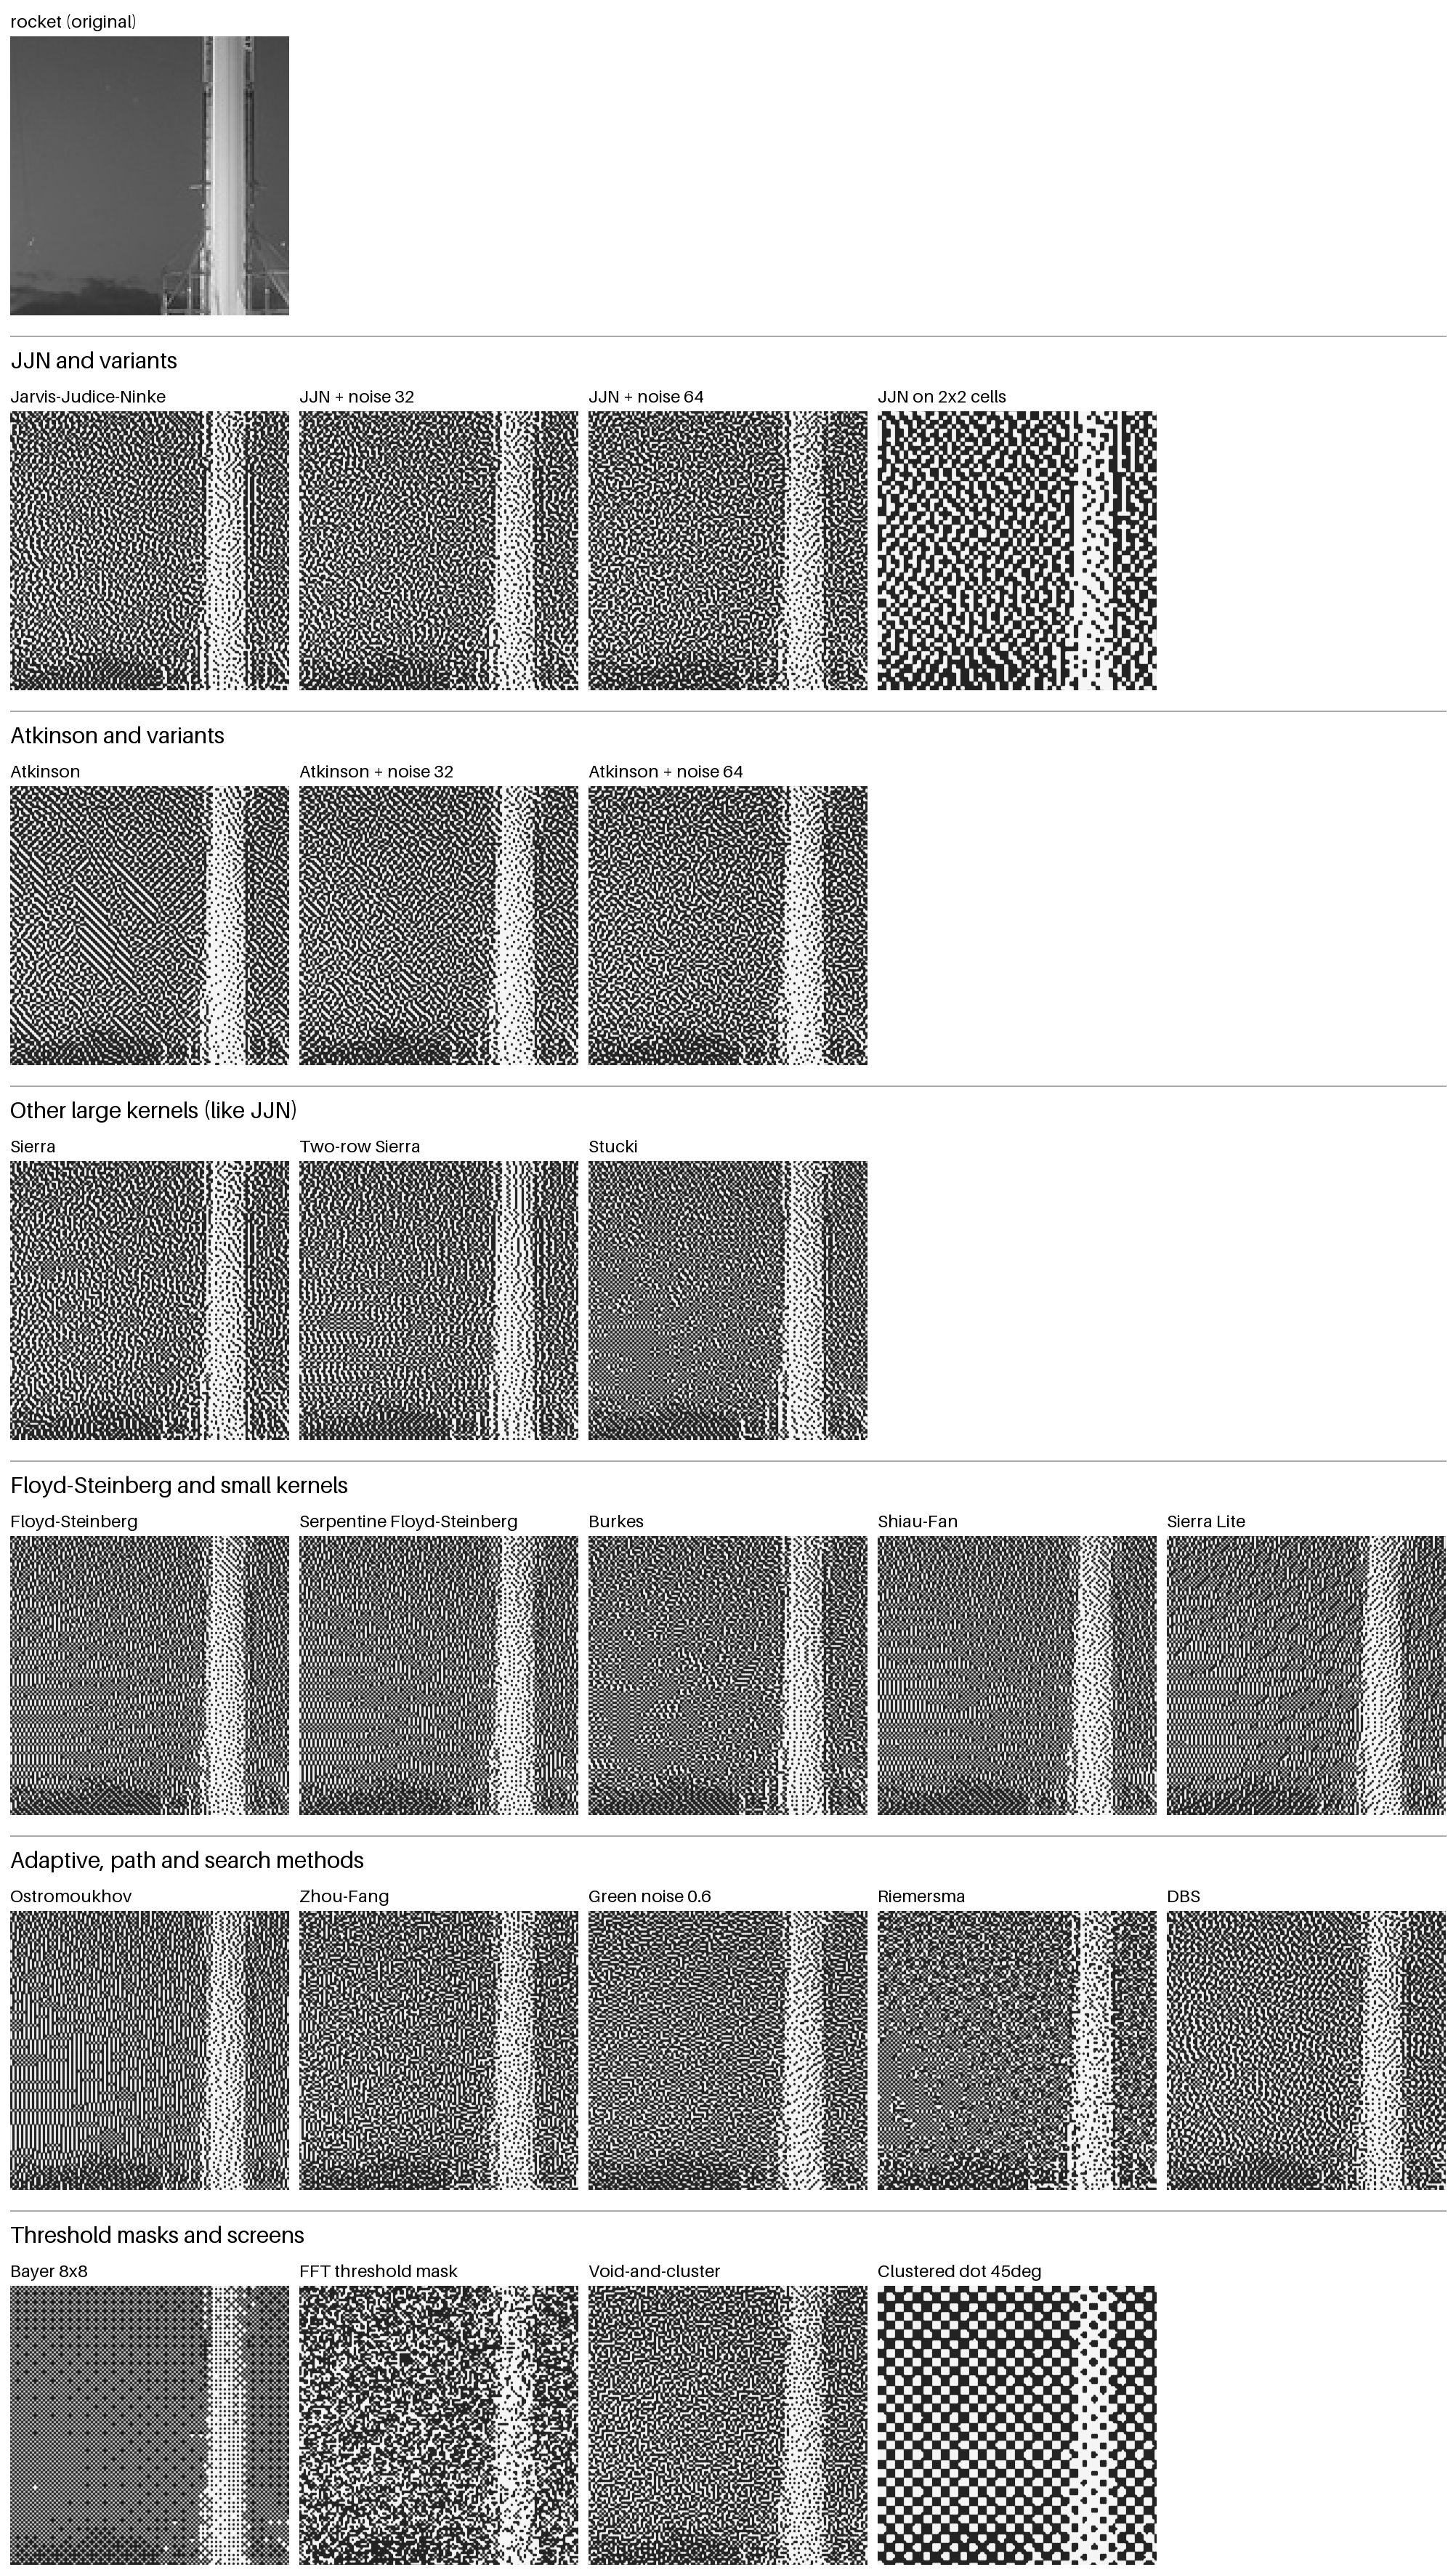 rocket (original)
JJN and variants
Jarvis-Judice-Ninke
JJN + noise 32
JJN + noise 64
JJN on 2x2 cells
Atkinson and variants
Atkinson
Atkinson + noise 32
Atkinson + noise 64
Other large kernels (like JJN)
Sierra
Two-row Sierra
Stucki
Floyd-Steinberg and small kernels
Floyd-Steinberg
Serpentine Floyd-Steinberg
Burkes
Shiau-Fan
Sierra Lite
Adaptive, path and search methods
Ostromoukhov
Zhou-Fang
Green noise 0.6
Riemersma
DBS
Threshold masks and screens
Bayer 8x8
FFT threshold mask
Void-and-cluster
Clustered dot 45deg